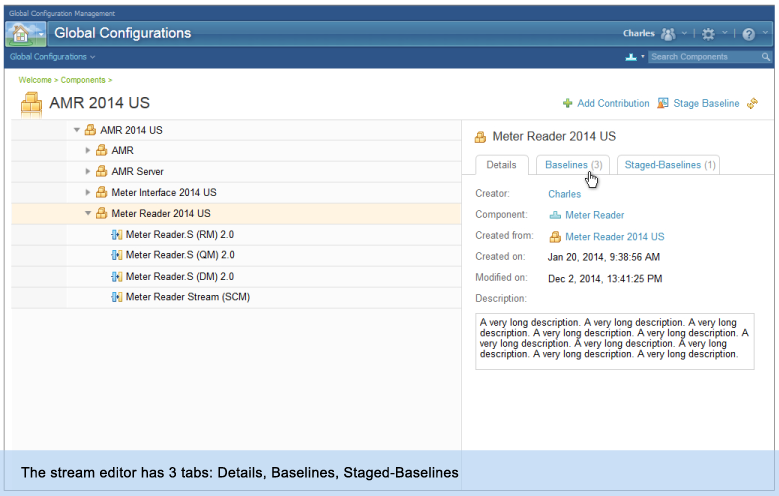 Global Configuration Management
Global Configurations
Charles
Global Configurations
Search Components
Welcome > Components >
AMR 2014 US
Add Contribution
Stage Baseline
AMR 2014 US
AMR
AMR Server
Meter Interface 2014 US
Meter Reader 2014 US
Meter Reader.S (RM) 2.0
Meter Reader.S (QM) 2.0
Meter Reader.S (DM) 2.0
Meter Reader Stream (SCM)
Meter Reader 2014 US
Details
Baselines (3)
Staged-Baselines (1)
Creator: Charles
Component: Meter Reader
Created from: Meter Reader 2014 US
Created on: Jan 20, 2014, 9:38:56 AM
Modified on: Dec 2, 2014, 13:41:25 PM
Description:
A very long description. A very long description. A very long
description. A very long description. A very long description. A
very long description. A very long description. A very long
description. A very long description. A very long description.
The stream editor has 3 tabs: Details, Baselines, Staged-Baselines